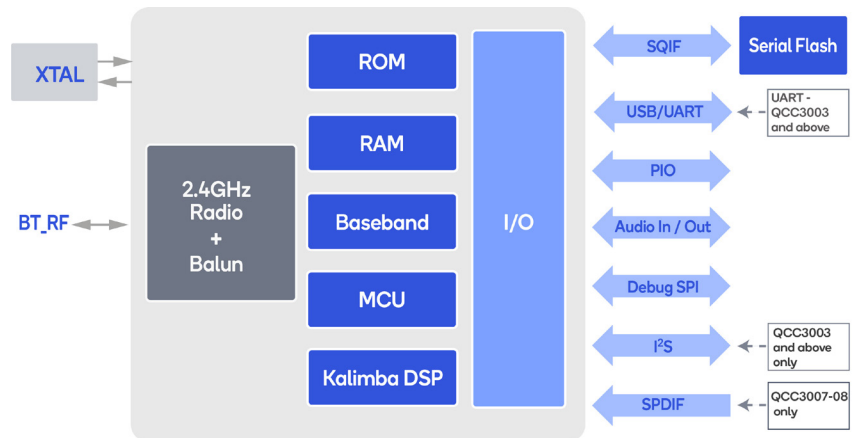 XTAL
BT_RF
2.4GHz
Radio
+
Balun
ROM
RAM
Baseband
MCU
Kalimba DSP
I/O
SQIF
USB/UART
PIO
Audio In / Out
Debug SPI
I²S
SPDIF
Serial Flash
UART -
QCC3003
and above
QCC3003
and above
only
QCC3007-08
only